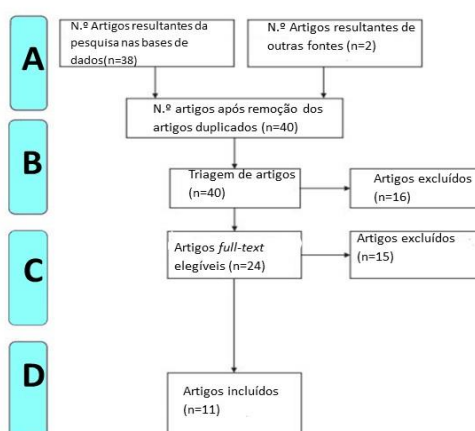 A
N.º Artigos resultantes da
pesquisa nas bases de
dados(n=38)
N.º Artigos resultantes de
outras fontes (n=2)
N.º artigos após remoção dos
artigos duplicados (n=40)
B
Triagem de artigos
(n=40)
Artigos excluídos
(n=16)
C
Artigos full-text
elegíveis (n=24)
Artigos excluídos
(n=15)
D
Artigos incluídos
(n=11)